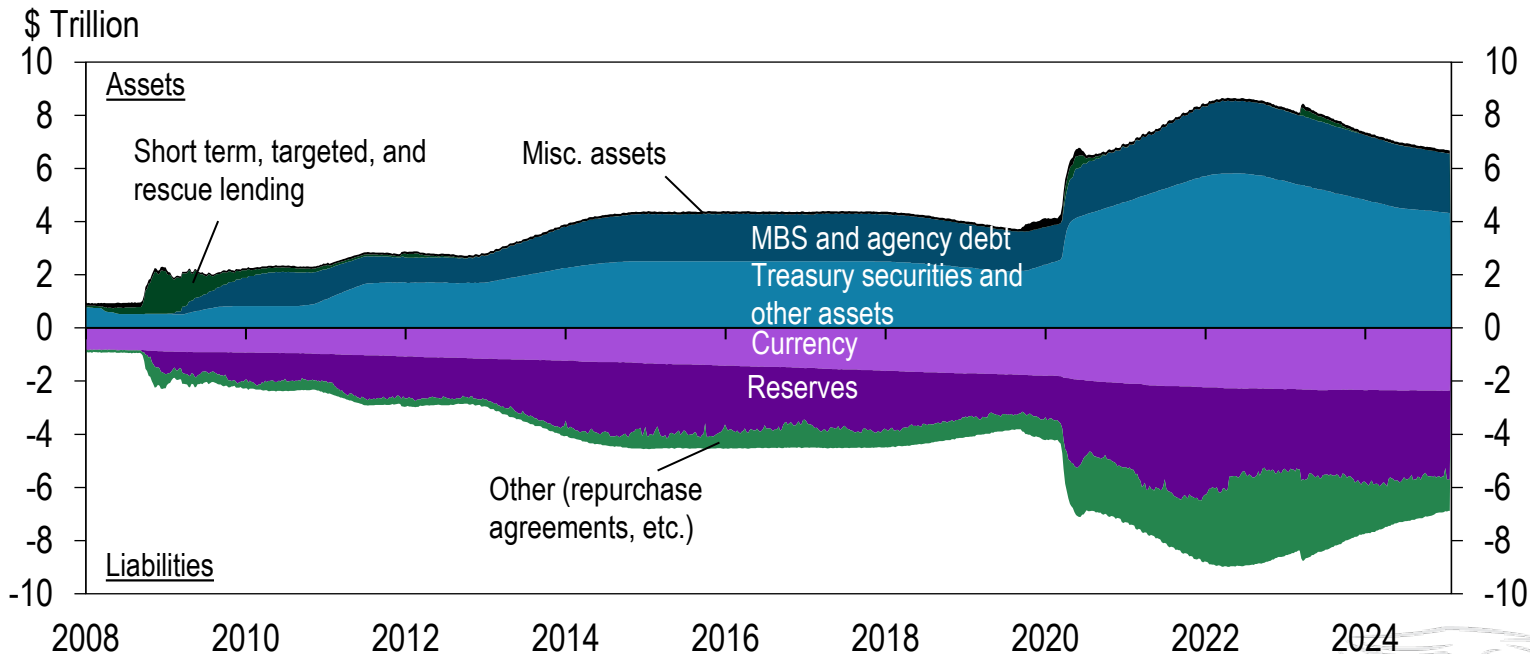 $ Trillion
10
8
6
4
2
0
-2
-4
-6
-8
-10
Assets
Short term, targeted, and
rescue lending
Misc. assets
MBS and agency debt
Treasury securities and
other assets
Currency
Reserves
Other (repurchase
agreements, etc.)
Liabilities
10
8
6
4
2
0
-2
-4
-6
-8
-10
2008 2010 2012 2014 2016 2018 2020 2022 2024